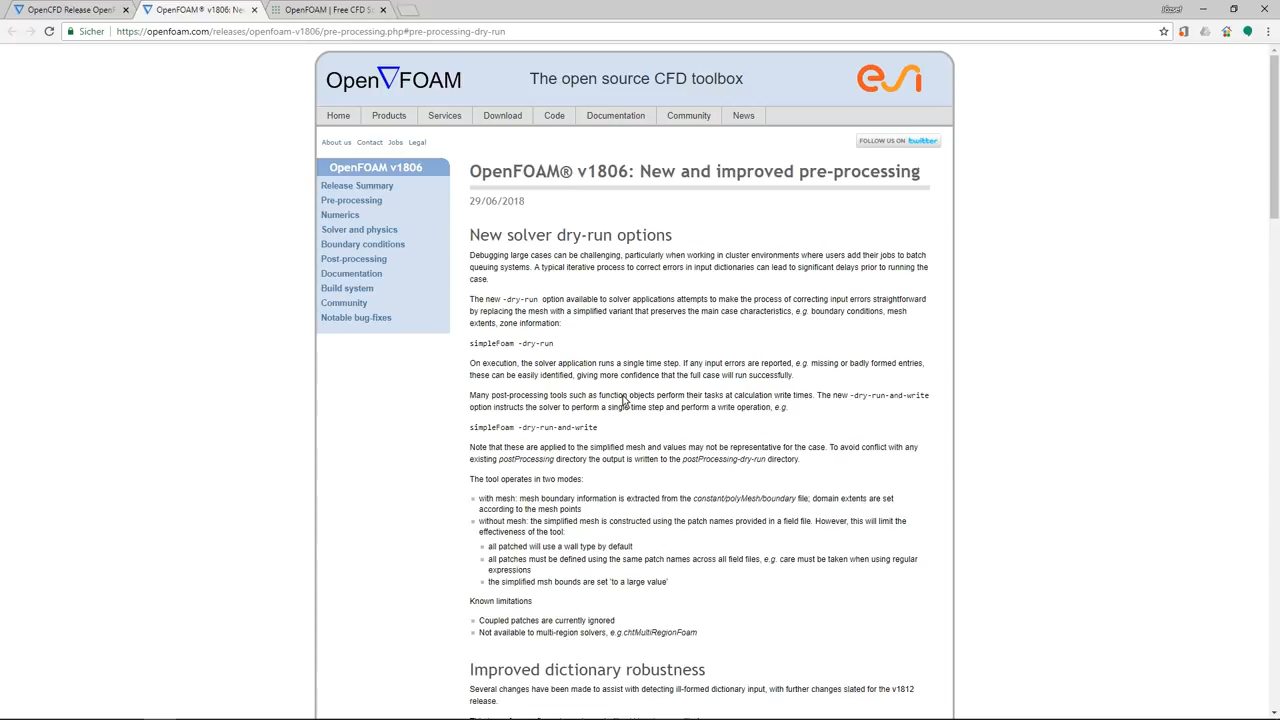 OpenCFD Release OpenF
OpenFOAM® v1806: Ne
OpenFOAM | Free CFD S
Sicher
https://openfoam.com/releases/openfoam-v1806/pre-processing.php#pre-processing-dry-run
Open FOAM
The open source CFD toolbox
esi
Home
Products
Services
Download
Code
Documentation
Community
News
About us
Contact
Jobs
Legal
FOLLOW US ON twitter
OpenFOAM v1806
Release Summary
Pre-processing
Numerics
Solver and physics
Boundary conditions
Post-processing
Documentation
Build system
Community
Notable bug-fixes
OpenFOAM® v1806: New and improved pre-processing
29/06/2018
New solver dry-run options
Debugging large cases can be challenging, particularly when working in cluster environments where users add their jobs to batch
queuing systems. A typical iterative process to correct errors in input dictionaries can lead to significant delays prior to running the
case.
The new -dry-run option available to solver applications attempts to make the process of correcting input errors straightforward
by replacing the mesh with a simplified variant that preserves the main case characteristics, e.g. boundary conditions, mesh
extents, zone information:
simpleFoam -dry-run
On execution, the solver application runs a single time step. If any input errors are reported, e.g. missing or badly formed entries,
these can be easily identified, giving more confidence that the full case will run successfully.
Many post-processing tools such as function objects perform their tasks at calculation write times. The new -dry-run-and-write
option instructs the solver to perform a single time step and perform a write operation, e.g.
simpleFoam -dry-run-and-write
Note that these are applied to the simplified mesh and values may not be representative for the case. To avoid conflict with any
existing postProcessing directory the output is written to the postProcessing-dry-run directory.
The tool operates in two modes:
with mesh: mesh boundary information is extracted from the constant/polyMesh/boundary file; domain extents are set
according to the mesh points
without mesh: the simplified mesh is constructed using the patch names provided in a field file. However, this will limit the
effectiveness of the tool:
all patched will use a wall type by default
all patches must be defined using the same patch names across all field files, e.g. care must be taken when using regular
expressions
the simplified msh bounds are set 'to a large value'
Known limitations
Coupled patches are currently ignored
Not available to multi-region solvers, e.g.chtMultiRegionFoam
Improved dictionary robustness
Several changes have been made to assist with detecting ill-formed dictionary input, with further changes slated for the v1812
release.